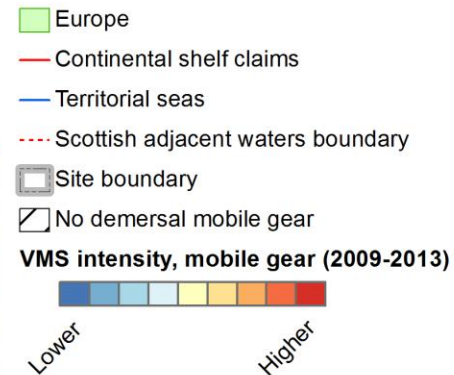 Europe
Continental shelf claims
Territorial seas
Scottish adjacent waters boundary
Site boundary
No demersal mobile gear
VMS intensity, mobile gear (2009-2013)
Lower
Higher